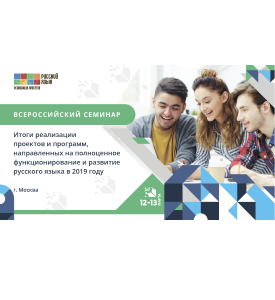 РУССКИЙ
ЯЗЫК
ВСЕРОССИЙСКИЙ СЕМИНАР
Итоги реализации
проектов и программ,
направленных на полноценное
функционирование и развитие
русского языка в 2019 году
г. Москва
12-13